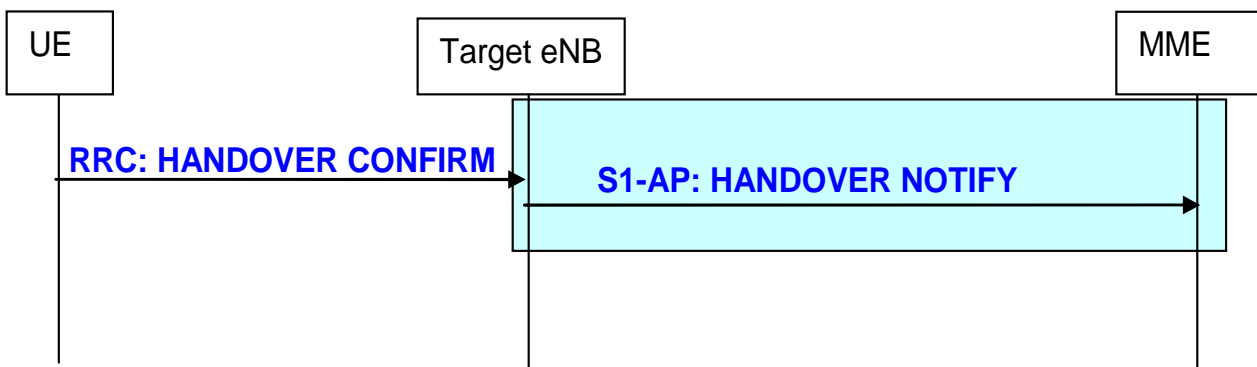 UE
Target eNB
MME
RRC: HANDOVER CONFIRM
S1-AP: HANDOVER NOTIFY